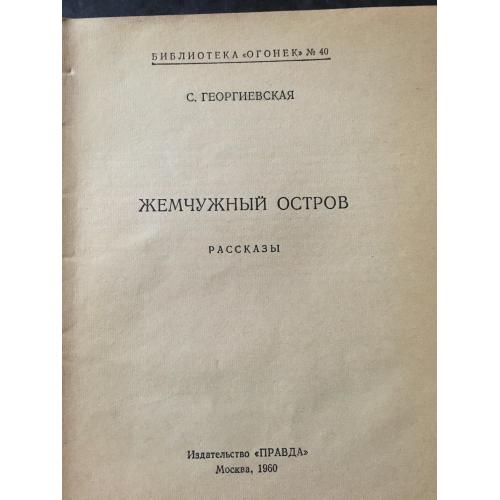 БИБЛИОТЕКА «ОГОНЕК» № 40
С. ГЕОРГИЕВСКАЯ
ЖЕМЧУЖНЫЙ ОСТРОВ
РАССКАЗЫ
Издательство «ПРАВДА»
Москва, 1960